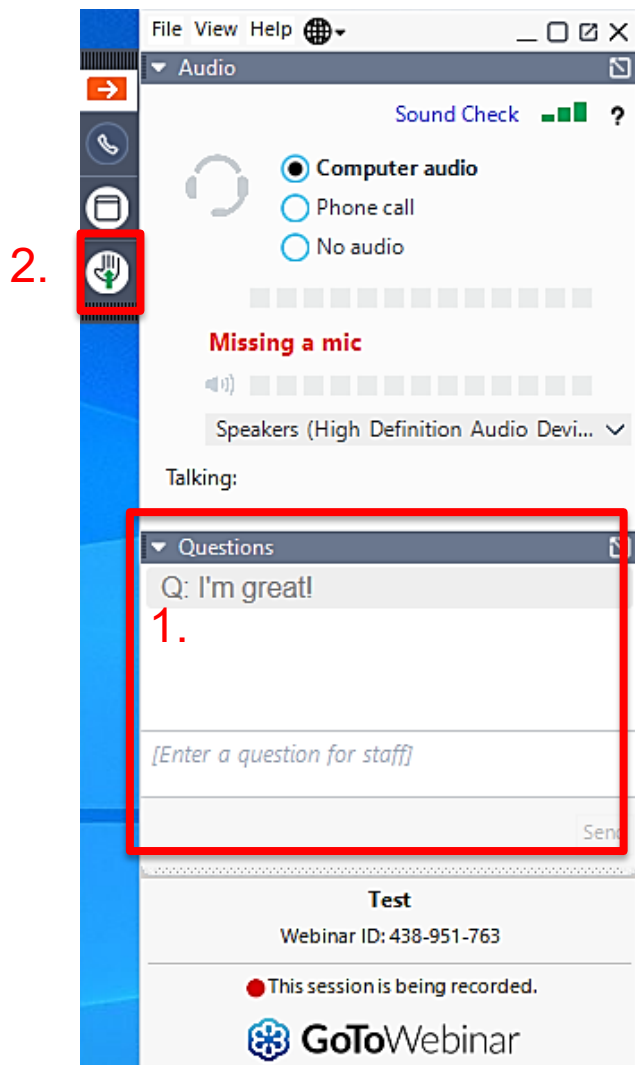 File View Help
Audio
Sound Check ?
Computer audio
Phone call
No audio
2.
Missing a mic
Speakers (High Definition Audio Devi...
Talking:
Questions
Q: I'm great!
1.
[Enter a question for staff]
Send
Test
Webinar ID: 438-951-763
This session is being recorded.
GoToWebinar